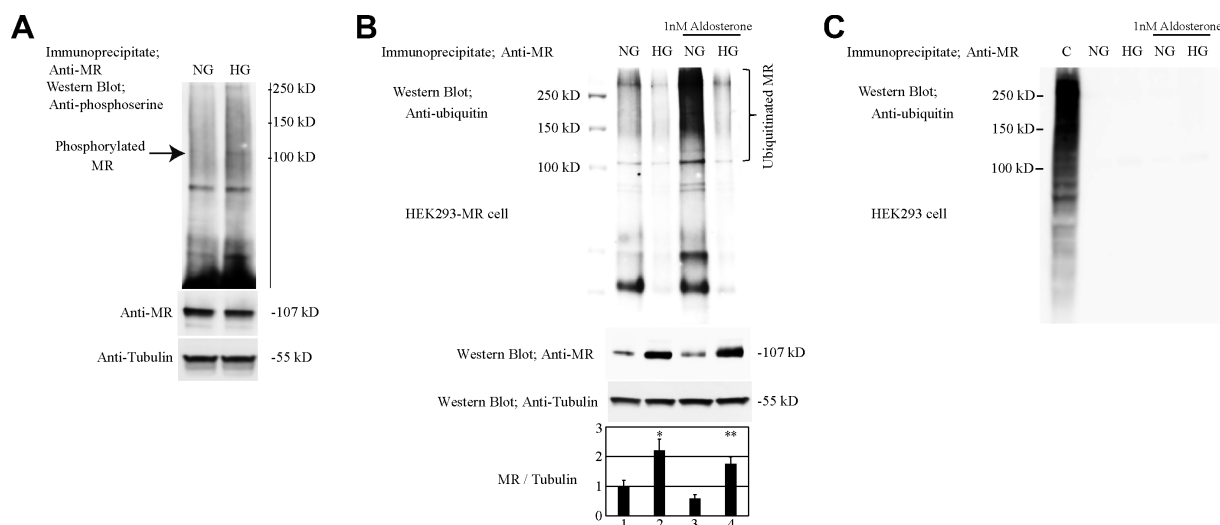 A
Immunoprecipitate;
Anti-MR
Western Blot;
Anti-phosphoserine
NG HG
250 kD
150 kD
100 kD
Phosphorylated
MR
Anti-MR
-107 kD
Anti-Tubulin
-55 kD
B
1nM Aldosterone
Immunoprecipitate; Anti-MR
NG HG NG HG
Western Blot;
Anti-ubiquitin
250 kD
150 kD
100 kD
Ubiquitinated MR
HEK293-MR cell
Western Blot; Anti-MR
-107 kD
Western Blot; Anti-Tubulin
-55 kD
MR / Tubulin
3
2
1
0
* **
1 2 3 4
C
1nM Aldosterone
Immunoprecipitate; Anti-MR
C NG HG NG HG
Western Blot;
Anti-ubiquitin
250 kD
150 kD
100 kD
HEK293 cell